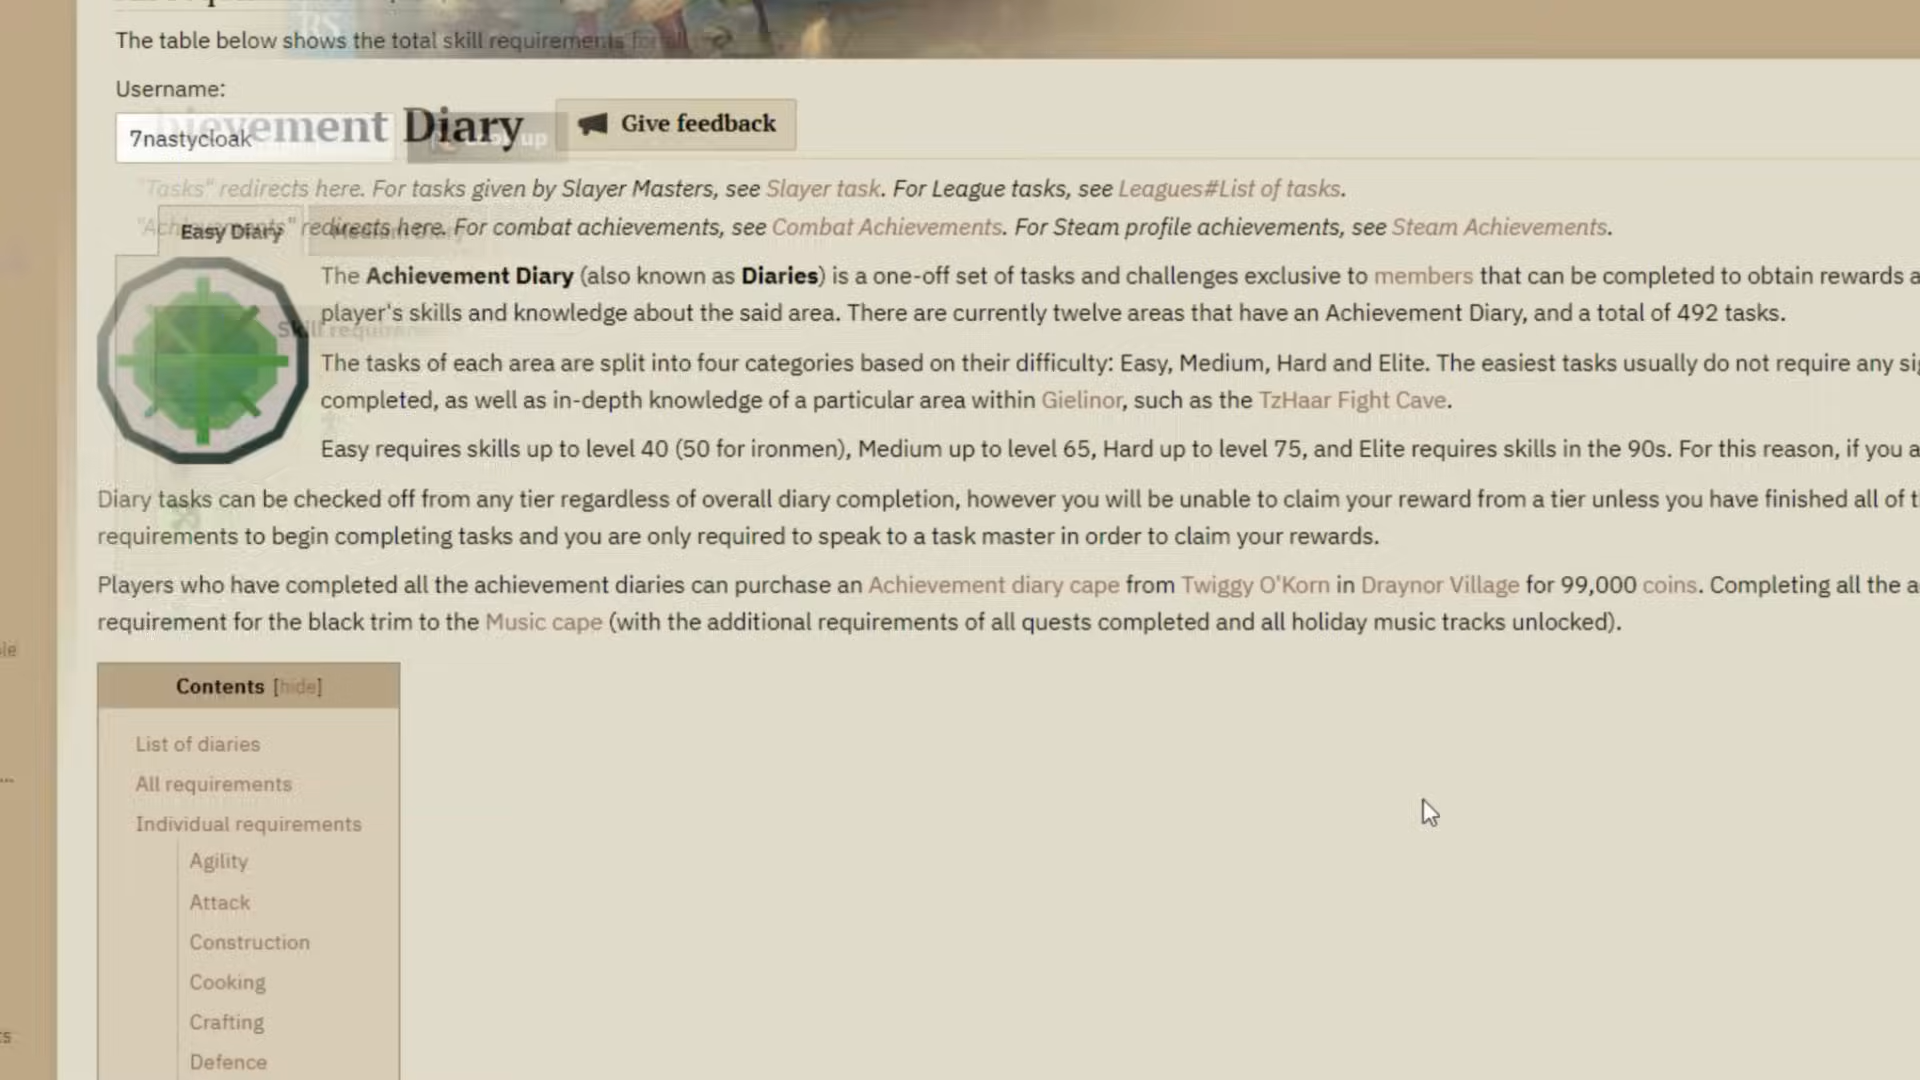 The table below shows the total skill requirements for all
Username:
7nastycloak
Look up
ievement Diary
Give feedback
"Tasks" redirects here. For tasks given by Slayer Masters, see Slayer task. For League tasks, see Leagues#List of tasks.
"Achievements" redirects here. For combat achievements, see Combat Achievements. For Steam profile achievements, see Steam Achievements.
Easy Diary
Medium Diary
The Achievement Diary (also known as Diaries) is a one-off set of tasks and challenges exclusive to members that can be completed to obtain rewards a
player's skills and knowledge about the said area. There are currently twelve areas that have an Achievement Diary, and a total of 492 tasks.
Skill require
The tasks of each area are split into four categories based on their difficulty: Easy, Medium, Hard and Elite. The easiest tasks usually do not require any sig
completed, as well as in-depth knowledge of a particular area within Gielinor, such as the TzHaar Fight Cave.
Easy requires skills up to level 40 (50 for ironmen), Medium up to level 65, Hard up to level 75, and Elite requires skills in the 90s. For this reason, if you a
Diary tasks can be checked off from any tier regardless of overall diary completion, however you will be unable to claim your reward from a tier unless you have finished all of t
requirements to begin completing tasks and you are only required to speak to a task master in order to claim your rewards.
Players who have completed all the achievement diaries can purchase an Achievement diary cape from Twiggy O'Korn in Draynor Village for 99,000 coins. Completing all the a
requirement for the black trim to the Music cape (with the additional requirements of all quests completed and all holiday music tracks unlocked).
Contents [hide]
List of diaries
All requirements
Individual requirements
Agility
Attack
Construction
Cooking
Crafting
Defence